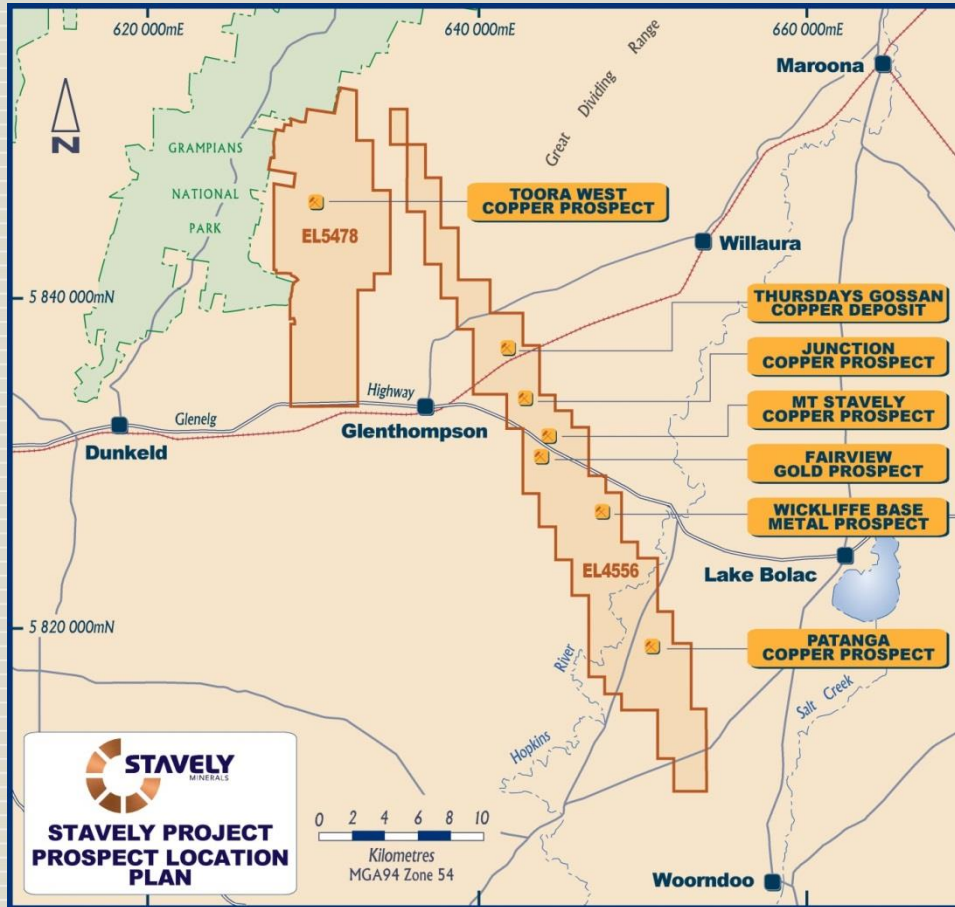 620 000mE
640 000mE
660 000mE
Great Dividing Range
Maroona
N
GRAMPIANS
NATIONAL
PARK
TOORA WEST
COPPER PROSPECT
EL5478
Willaura
5 840 000mN
THURSDAYS GOSSAN
COPPER DEPOSIT
JUNCTION
COPPER PROSPECT
Highway
Glenelg
Glenthompson
MT STAVELY
COPPER PROSPECT
Dunkeld
FAIRVIEW
GOLD PROSPECT
WICKLIFFE BASE
METAL PROSPECT
EL4556
Lake Bolac
5 820 000mN
PATANGA
COPPER PROSPECT
Hopkins River
Salt Creek
STAVELY
MINERALS
STAVELY PROJECT
PROSPECT LOCATION
PLAN
0 2 4 6 8 10
Kilometres
MGA94 Zone 54
Woorndoo